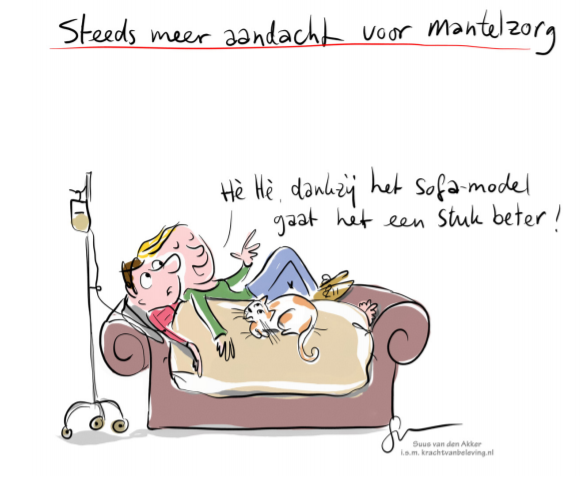 Steeds meer aandacht voor mantelzorg
Hè Hè, dankzij het sofa-model
gaat het een stuk beter!
Suus van den Akker
i.s.m. krachtvanbeleving.nl